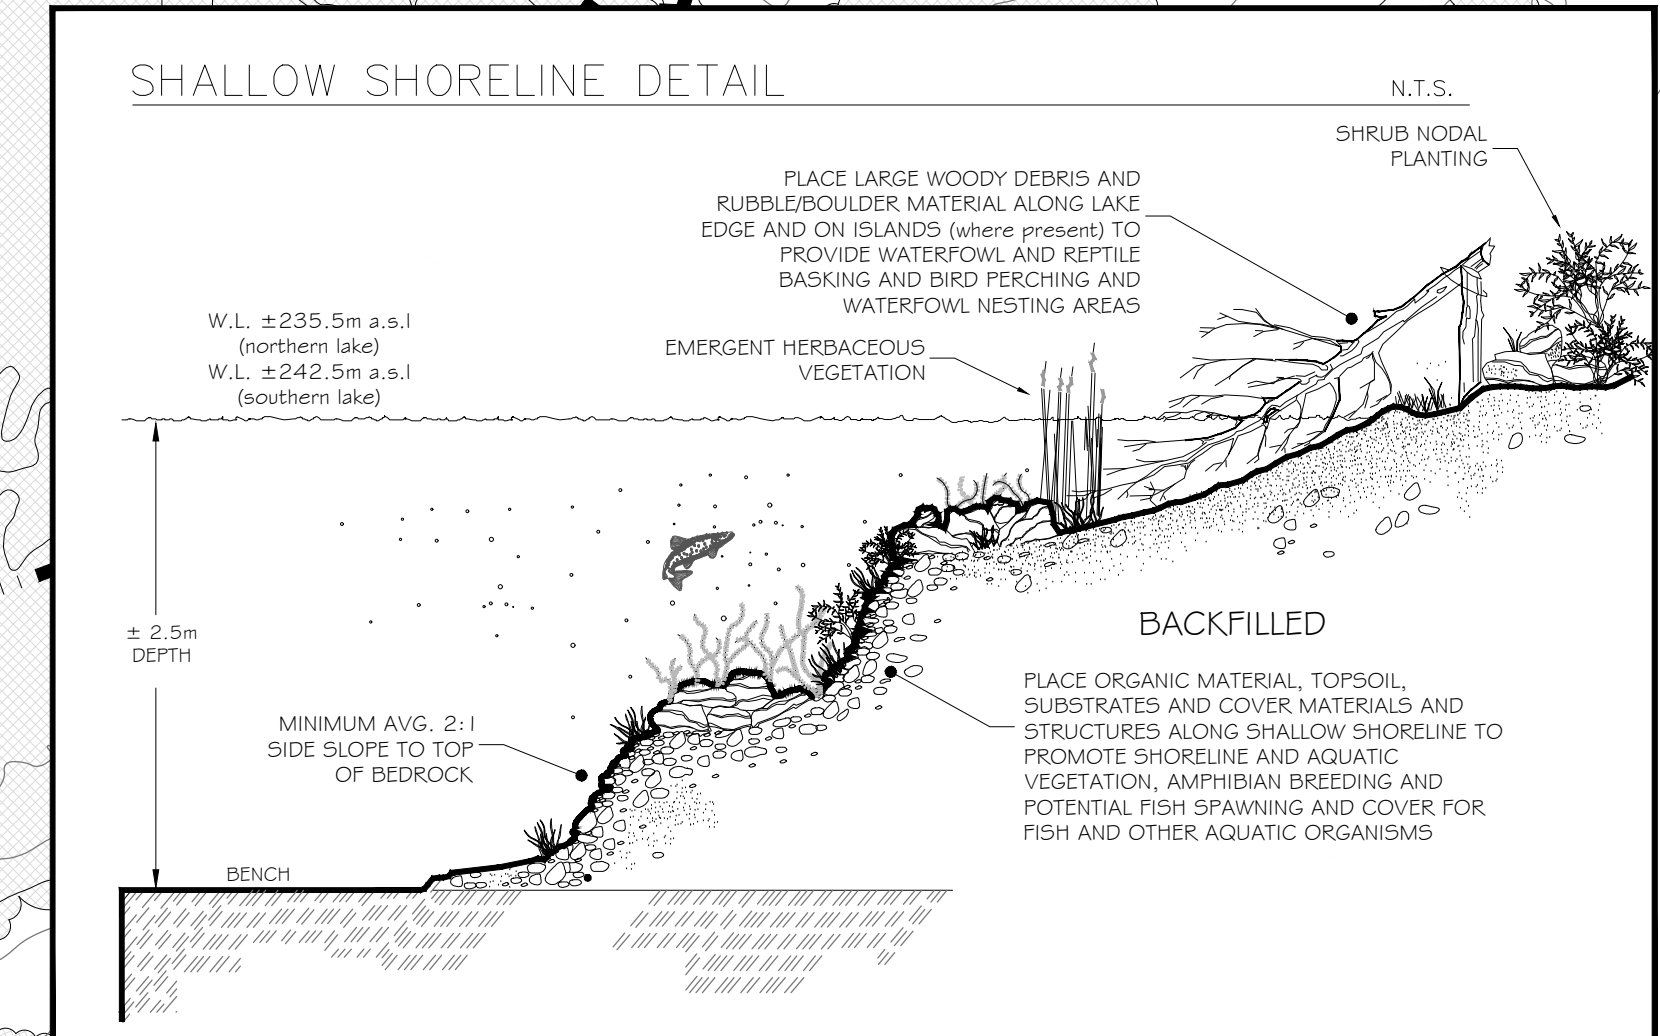 SHALLOW SHORELINE DETAIL
N.T.S.
SHRUB NODAL
PLANTING
PLACE LARGE WOODY DEBRIS AND
RUBBLE/BOULDER MATERIAL ALONG LAKE
EDGE AND ON ISLANDS (where present) TO
PROVIDE WATERFOWL AND REPTILE
BASKING AND BIRD PERCHING AND
WATERFOWL NESTING AREAS
W.L. ±235.5m a.s.l
(northern lake)
W.L. ±242.5m a.s.l
(southern lake)
EMERGENT HERBACEOUS
VEGETATION
± 2.5m
DEPTH
BACKFILLED
PLACE ORGANIC MATERIAL, TOPSOIL,
SUBSTRATES AND COVER MATERIALS AND
STRUCTURES ALONG SHALLOW SHORELINE TO
PROMOTE SHORELINE AND AQUATIC
VEGETATION, AMPHIBIAN BREEDING AND
POTENTIAL FISH SPAWNING AND COVER FOR
FISH AND OTHER AQUATIC ORGANISMS
MINIMUM AVG. 2:1
SIDE SLOPE TO TOP
OF BEDROCK
BENCH